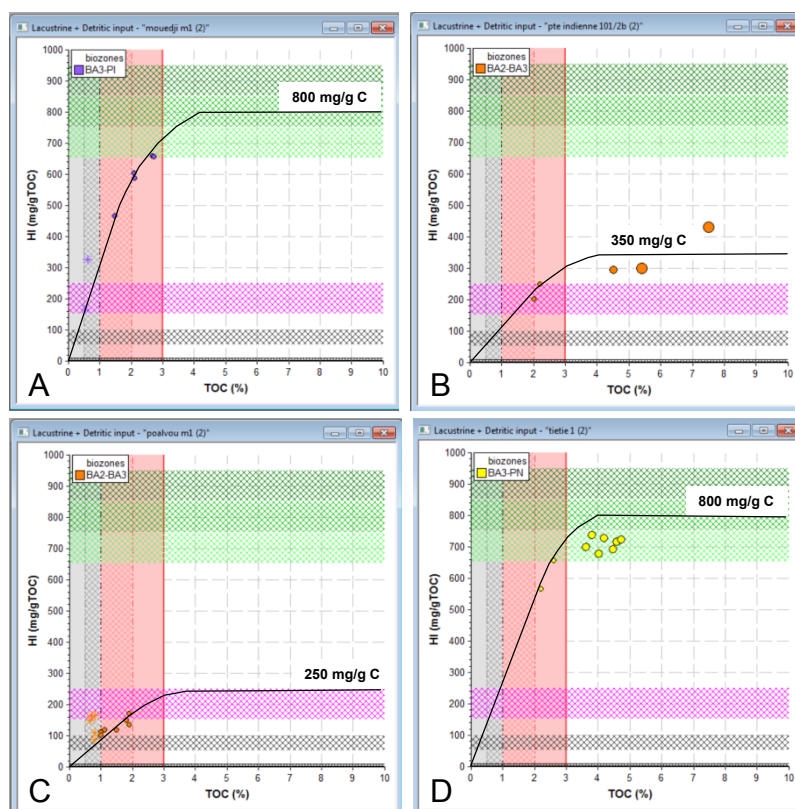 Lacustrine + Detritic input - "mouedji m1 (2)"
biozones
BA3-PI
800 mg/g C
HI (mg/gTOC)
1000
900
800
700
600
500
400
300
200
100
0
0 1 2 3 4 5 6 7 8 9 10
TOC (%)
A
Lacustrine + Detritic input - "pte indienne 101/2b (2)"
biozones
BA2-BA3
350 mg/g C
HI (mg/gTOC)
1000
900
800
700
600
500
400
300
200
100
0
0 1 2 3 4 5 6 7 8 9 10
TOC (%)
B
Lacustrine + Detritic input - "poalvou m1 (2)"
biozones
BA2-BA3
250 mg/g C
HI (mg/gTOC)
1000
900
800
700
600
500
400
300
200
100
0
0 1 2 3 4 5 6 7 8 9 10
TOC (%)
C
Lacustrine + Detritic input - "tietie 1 (2)"
biozones
BA3-PN
800 mg/g C
HI (mg/gTOC)
1000
900
800
700
600
500
400
300
200
100
0
0 1 2 3 4 5 6 7 8 9 10
TOC (%)
D